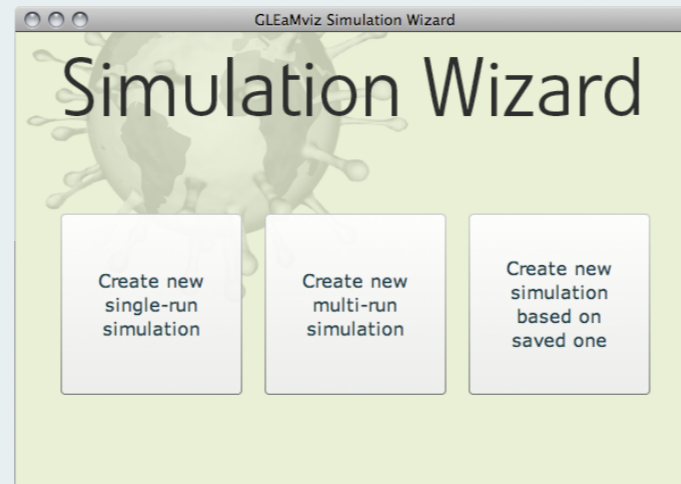 GLEaMviz Simulation Wizard
Simulation Wizard
Create new
single-run
simulation
Create new
multi-run
simulation
Create new
simulation
based on
saved one